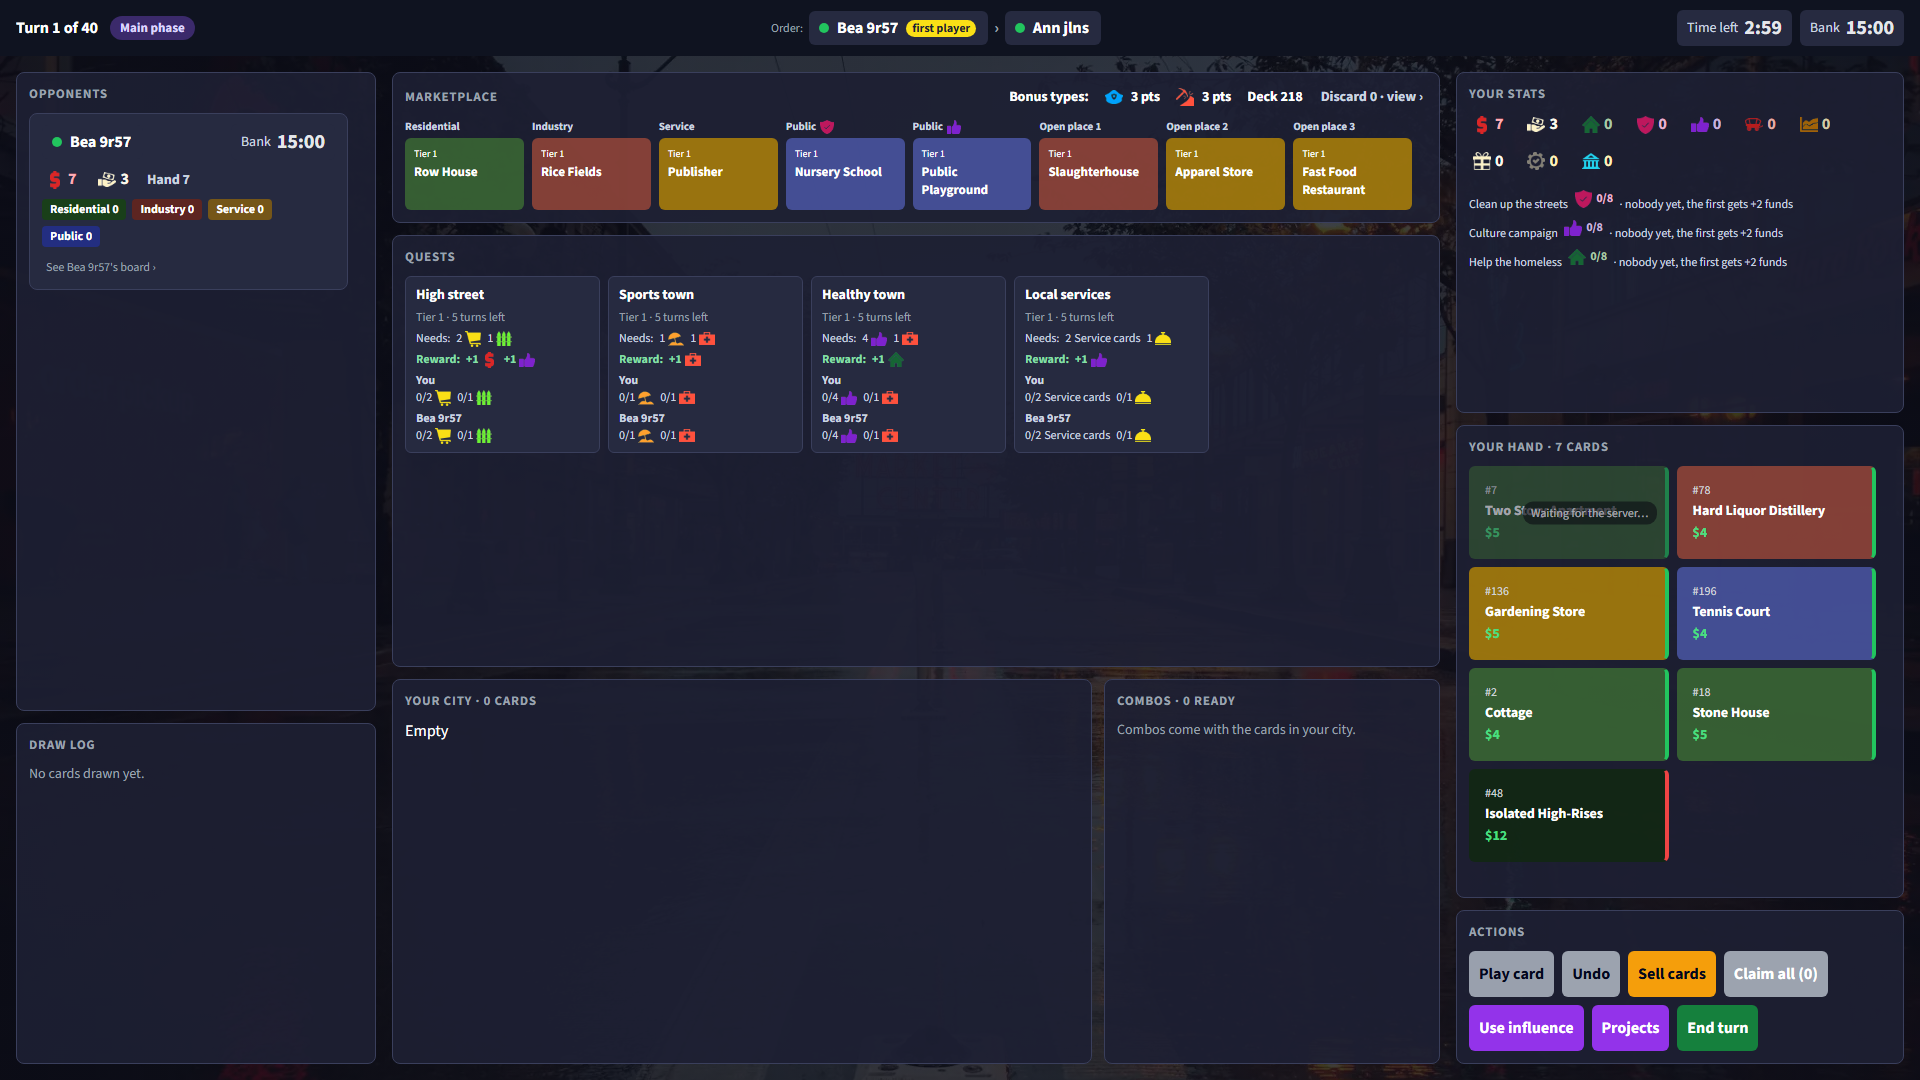 Turn 1 of 40
Main phase
Order:
Bea 9r57
first player
›
Ann jlns
Time left 2:59
Bank 15:00
OPPONENTS
Bea 9r57
Bank 15:00
7
3
Hand 7
Residential 0
Industry 0
Service 0
Public 0
See Bea 9r57's board ›
DRAW LOG
No cards drawn yet.
MARKETPLACE
Bonus types: 3 pts 3 pts Deck 218 Discard 0 · view ›
Residential
Tier 1
Row House
Industry
Tier 1
Rice Fields
Service
Tier 1
Publisher
Public
Tier 1
Nursery School
Public
Tier 1
Public
Playground
Open place 1
Tier 1
Slaughterhouse
Open place 2
Tier 1
Apparel Store
Open place 3
Tier 1
Fast Food
Restaurant
QUESTS
High street
Tier 1 · 5 turns left
Needs: 2 1
Reward: +1 +1
You
0/2 0/1
Bea 9r57
0/2 0/1
Sports town
Tier 1 · 5 turns left
Needs: 1 1
Reward: +1
You
0/1 0/1
Bea 9r57
0/1 0/1
Healthy town
Tier 1 · 5 turns left
Needs: 4 1
Reward: +1
You
0/4 0/1
Bea 9r57
0/4 0/1
Local services
Tier 1 · 5 turns left
Needs: 2 Service cards 1
Reward: +1
You
0/2 Service cards 0/1
Bea 9r57
0/2 Service cards 0/1
YOUR CITY · 0 CARDS
Empty
COMBOS · 0 READY
Combos come with the cards in your city.
YOUR STATS
7 3 0 0 0 0 0
0 0 0
Clean up the streets 0/8 · nobody yet, the first gets +2 funds
Culture campaign 0/8 · nobody yet, the first gets +2 funds
Help the homeless 0/8 · nobody yet, the first gets +2 funds
YOUR HAND · 7 CARDS
#7
Two
Waiting for the server…
$5
#78
Hard Liquor Distillery
$4
#136
Gardening Store
$5
#196
Tennis Court
$4
#2
Cottage
$4
#18
Stone House
$5
#48
Isolated High-Rises
$12
ACTIONS
Play card
Undo
Sell cards
Claim all (0)
Use influence
Projects
End turn